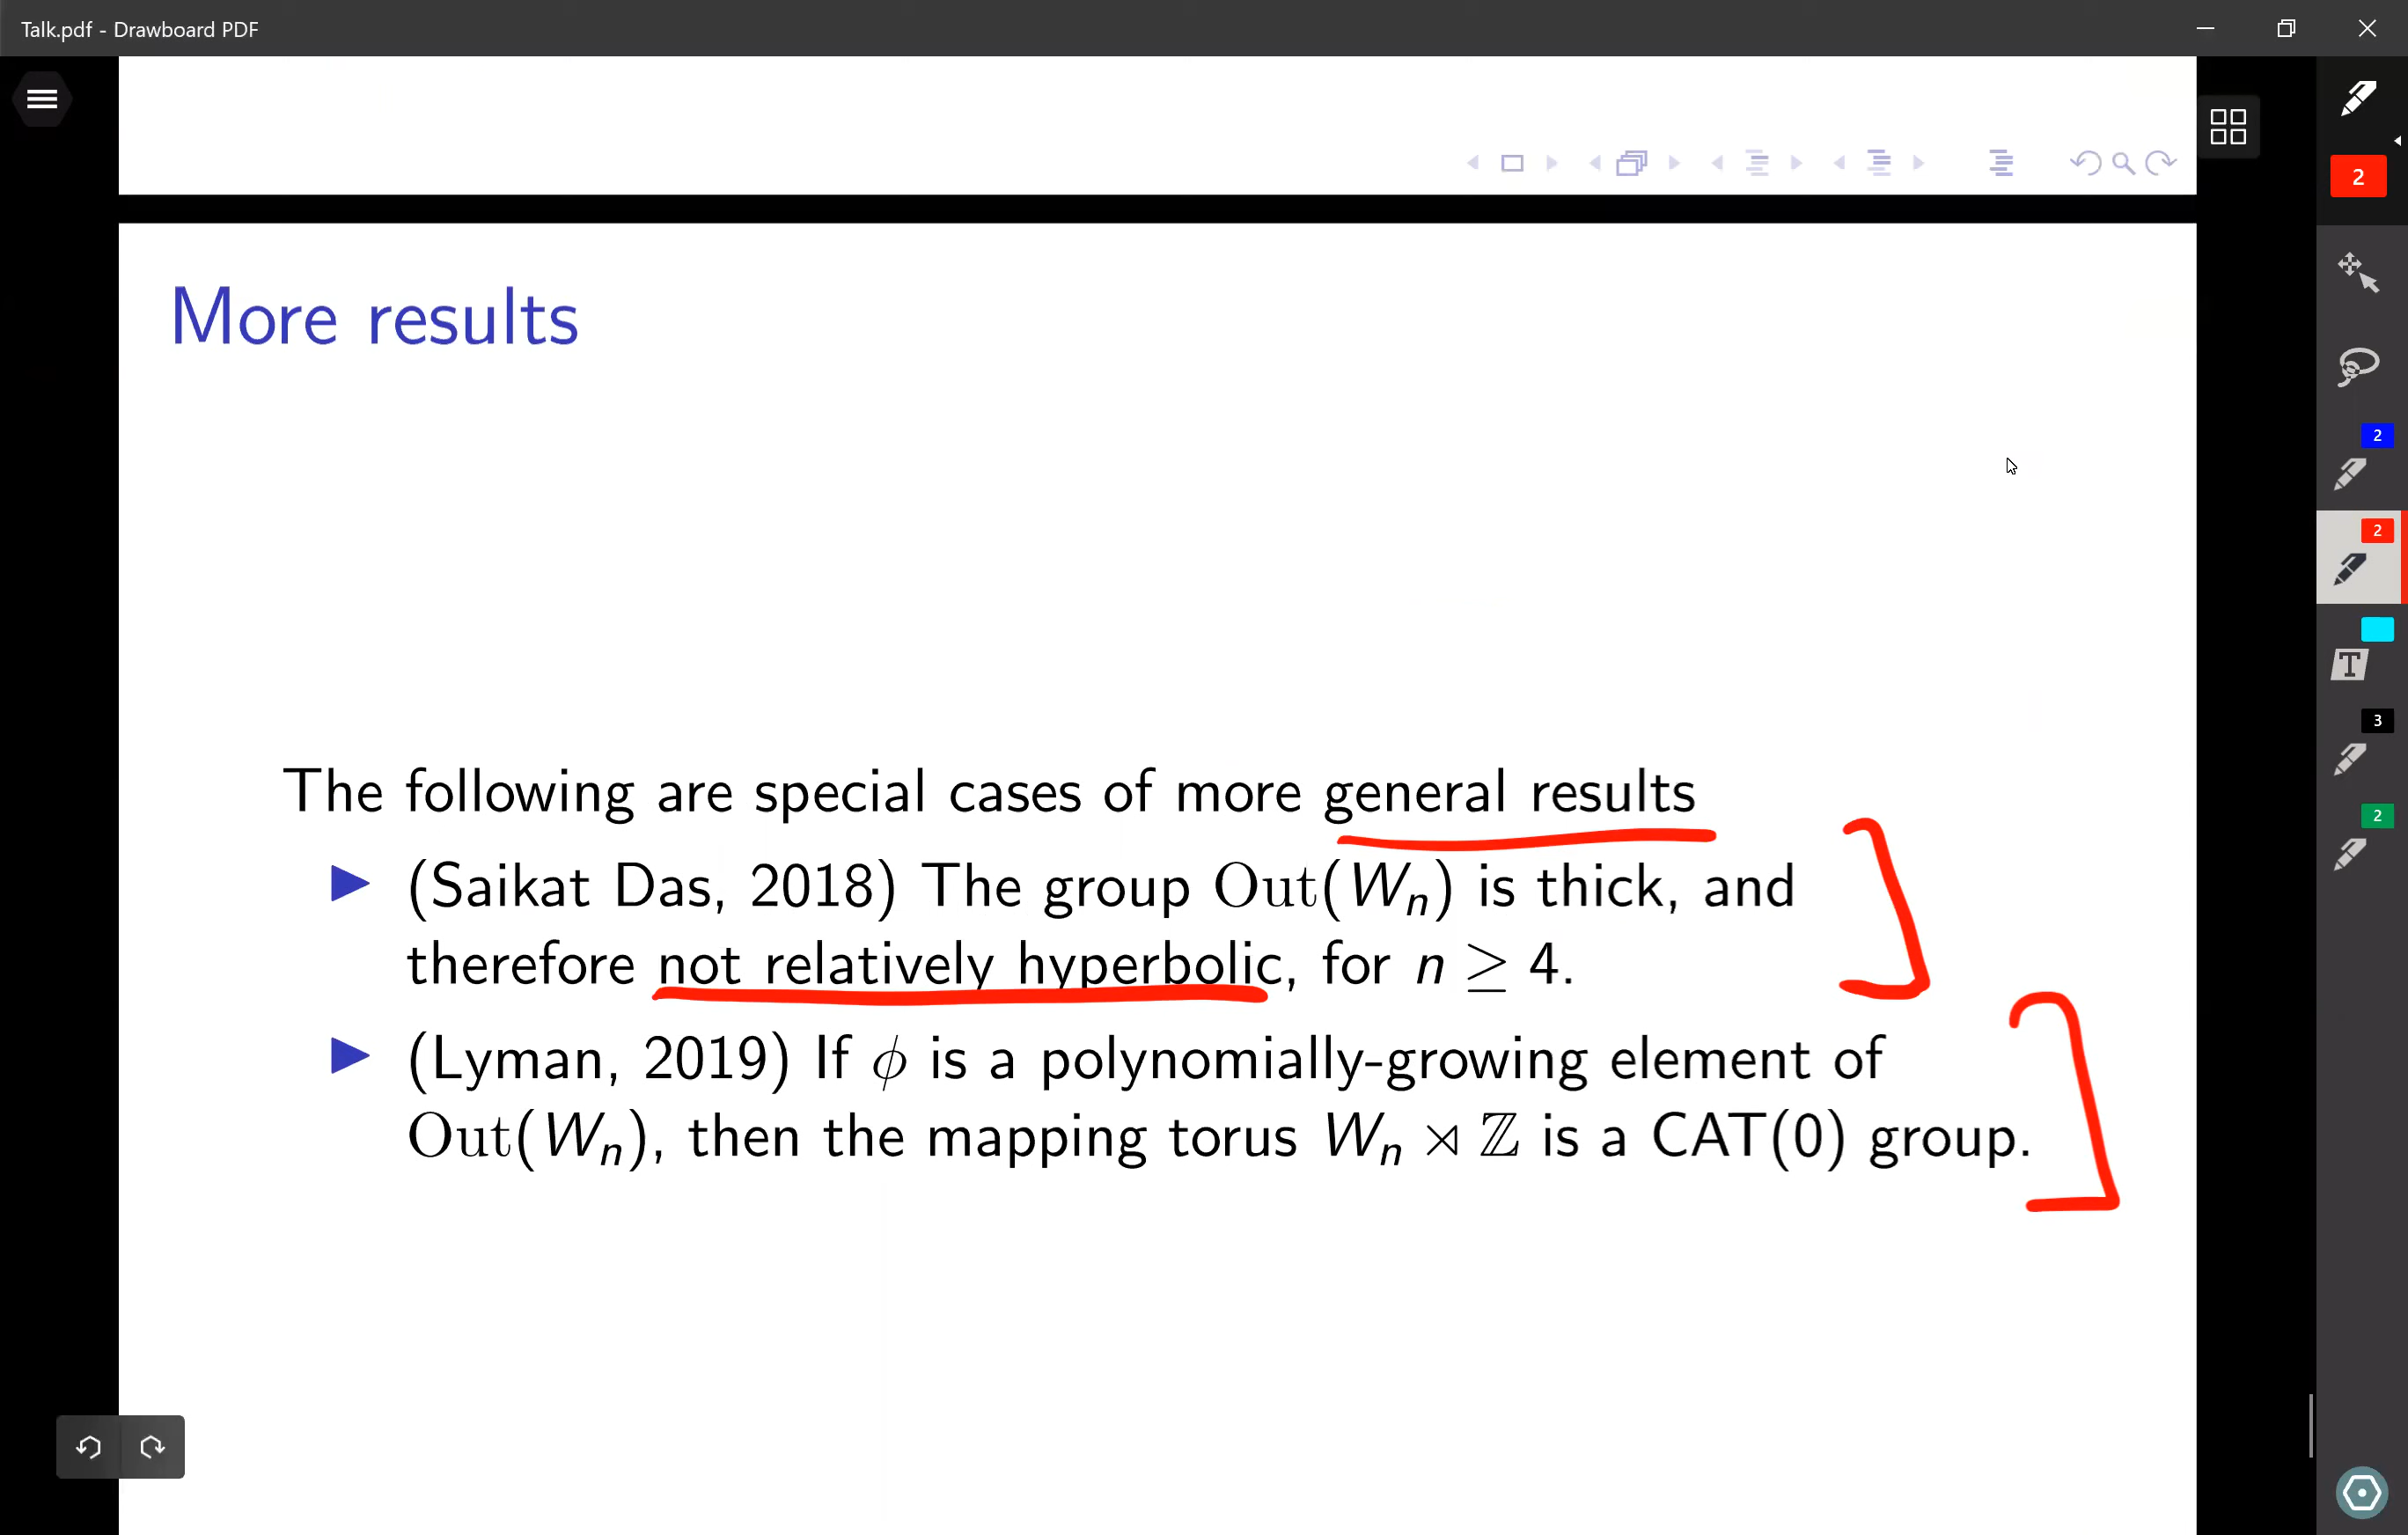 Talk.pdf - Drawboard PDF
2
More results
2
2
T
3
The following are special cases of more general results
2
▶ (Saikat Das, 2018) The group Out(Wₙ) is thick, and
therefore not relatively hyperbolic, for n ≥ 4.
▶ (Lyman, 2019) If ϕ is a polynomially-growing element of
Out(Wₙ), then the mapping torus Wₙ ⋊ ℤ is a CAT(0) group.